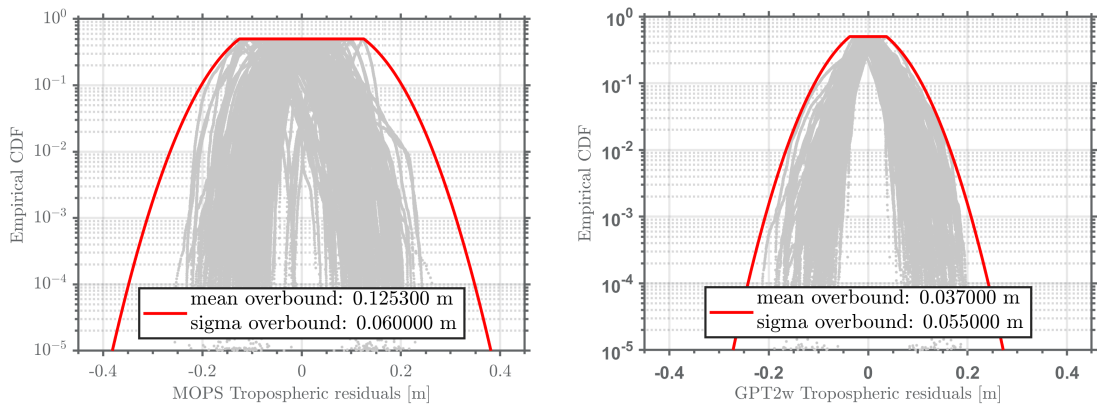 10^0
10^-1
10^-2
10^-3
10^-4
10^-5
Empirical CDF
-0.4
-0.2
0
0.2
0.4
MOPS Tropospheric residuals [m]
mean overbound: 0.125300 m
sigma overbound: 0.060000 m
10^0
10^-1
10^-2
10^-3
10^-4
10^-5
Empirical CDF
-0.4
-0.2
0
0.2
0.4
GPT2w Tropospheric residuals [m]
mean overbound: 0.037000 m
sigma overbound: 0.055000 m